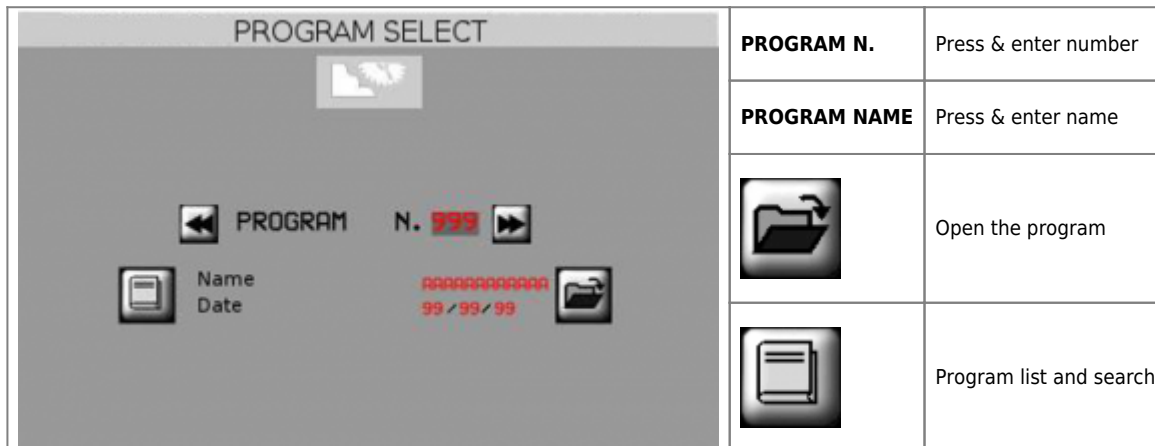 PROGRAM SELECT
PROGRAM N. 999
Name AAAAAAAAAAAA
Date 99/99/99
PROGRAM N. Press & enter number
PROGRAM NAME Press & enter name
Open the program
Program list and search